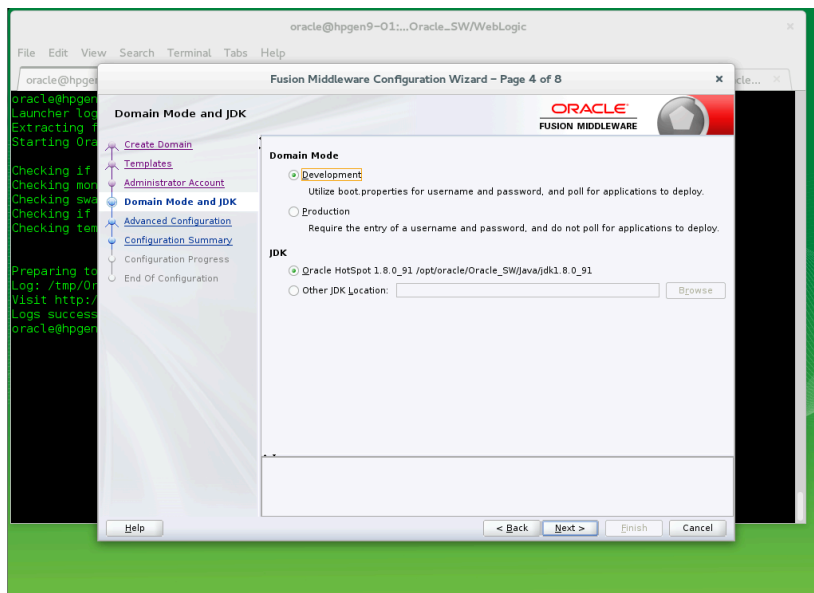 oracle@hpgen9-01:...Oracle_SW/WebLogic
File Edit View Search Terminal Tabs Help
oracle@hpgen
cle...
Fusion Middleware Configuration Wizard - Page 4 of 8
oracle@hpgen
Launcher log
Extracting f
Starting Ora
Checking if
Checking mon
Checking swa
Checking if
Checking tem
Preparing to
Log: /tmp/Or
Visit http:/
Logs success
oracle@hpgen
Domain Mode and JDK
ORACLE
FUSION MIDDLEWARE
Create Domain
Templates
Administrator Account
Domain Mode and JDK
Advanced Configuration
Configuration Summary
Configuration Progress
End Of Configuration
Domain Mode
Development
Utilize boot.properties for username and password, and poll for applications to deploy.
Production
Require the entry of a username and password, and do not poll for applications to deploy.
JDK
Oracle HotSpot 1.8.0_91 /opt/oracle/Oracle_SW/Java/jdk1.8.0_91
Other JDK Location:
Browse
Help
< Back
Next >
Finish
Cancel